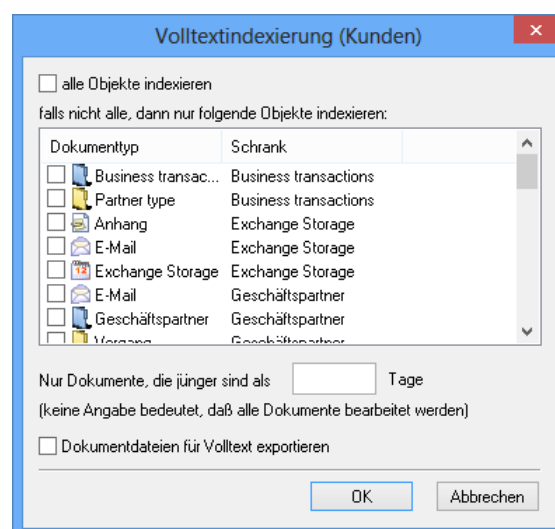 Volltextindexierung (Kunden)
alle Objekte indexieren
falls nicht alle, dann nur folgende Objekte indexieren:
Dokumenttyp Schrank
Business transac... Business transactions
Partner type Business transactions
Anhang Exchange Storage
E-Mail Exchange Storage
Exchange Storage Exchange Storage
E-Mail Geschäftspartner
Geschäftspartner Geschäftspartner
Vorgang Geschäftspartner
Nur Dokumente, die jünger sind als Tage
(keine Angabe bedeutet, daß alle Dokumente bearbeitet werden)
Dokumentdateien für Volltext exportieren
OK Abbrechen